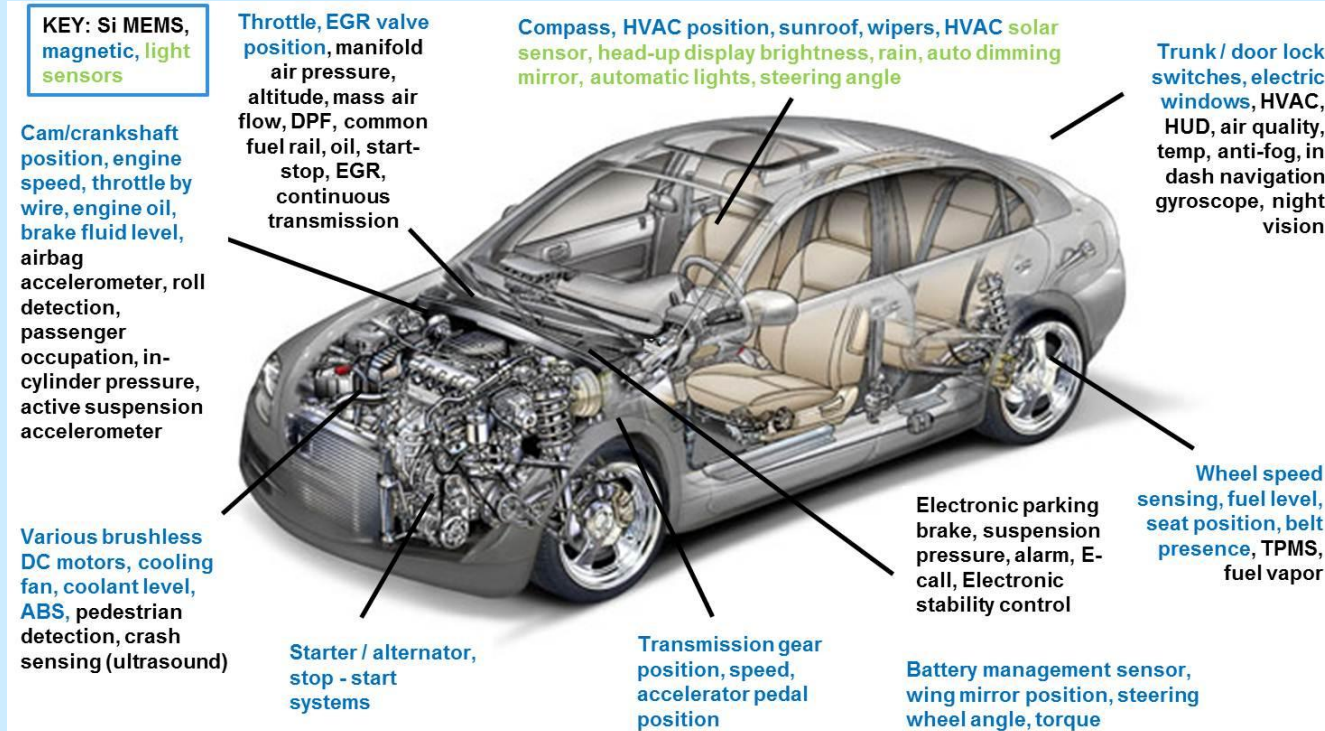 KEY: Si MEMS,
magnetic, light
sensors
Throttle, EGR valve
position, manifold
air pressure,
altitude, mass air
flow, DPF, common
fuel rail, oil, start-
stop, EGR,
continuous
transmission
Compass, HVAC position, sunroof, wipers, HVAC solar
sensor, head-up display brightness, rain, auto dimming
mirror, automatic lights, steering angle
Trunk / door lock
switches, electric
windows, HVAC,
HUD, air quality,
temp, anti-fog, in
dash navigation
gyroscope, night
vision
Cam/crankshaft
position, engine
speed, throttle by
wire, engine oil,
brake fluid level,
airbag
accelerometer, roll
detection,
passenger
occupation, in-
cylinder pressure,
active suspension
accelerometer
Various brushless
DC motors, cooling
fan, coolant level,
ABS, pedestrian
detection, crash
sensing (ultrasound)
Starter / alternator,
stop - start
systems
Transmission gear
position, speed,
accelerator pedal
position
Electronic parking
brake, suspension
pressure, alarm, E-
call, Electronic
stability control
Wheel speed
sensing, fuel level,
seat position, belt
presence, TPMS,
fuel vapor
Battery management sensor,
wing mirror position, steering
wheel angle, torque